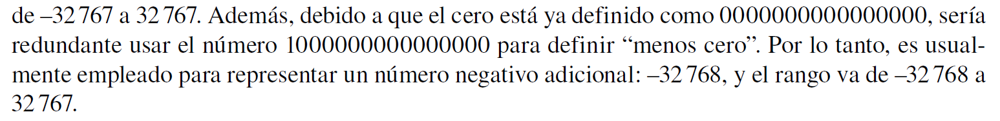 de –32 767 a 32 767. Además, debido a que el cero está ya definido como 0000000000000000, sería
redundante usar el número 1000000000000000 para definir “menos cero”. Por lo tanto, es usual-
mente empleado para representar un número negativo adicional: –32 768, y el rango va de –32 768 a
32 767.